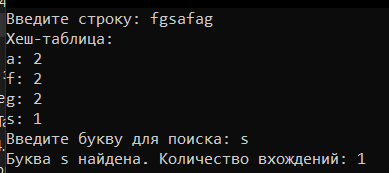 Введите строку: fgsafag
Хеш-таблица:
a: 2
f: 2
g: 2
s: 1
Введите букву для поиска: s
Буква s найдена. Количество вхождений: 1